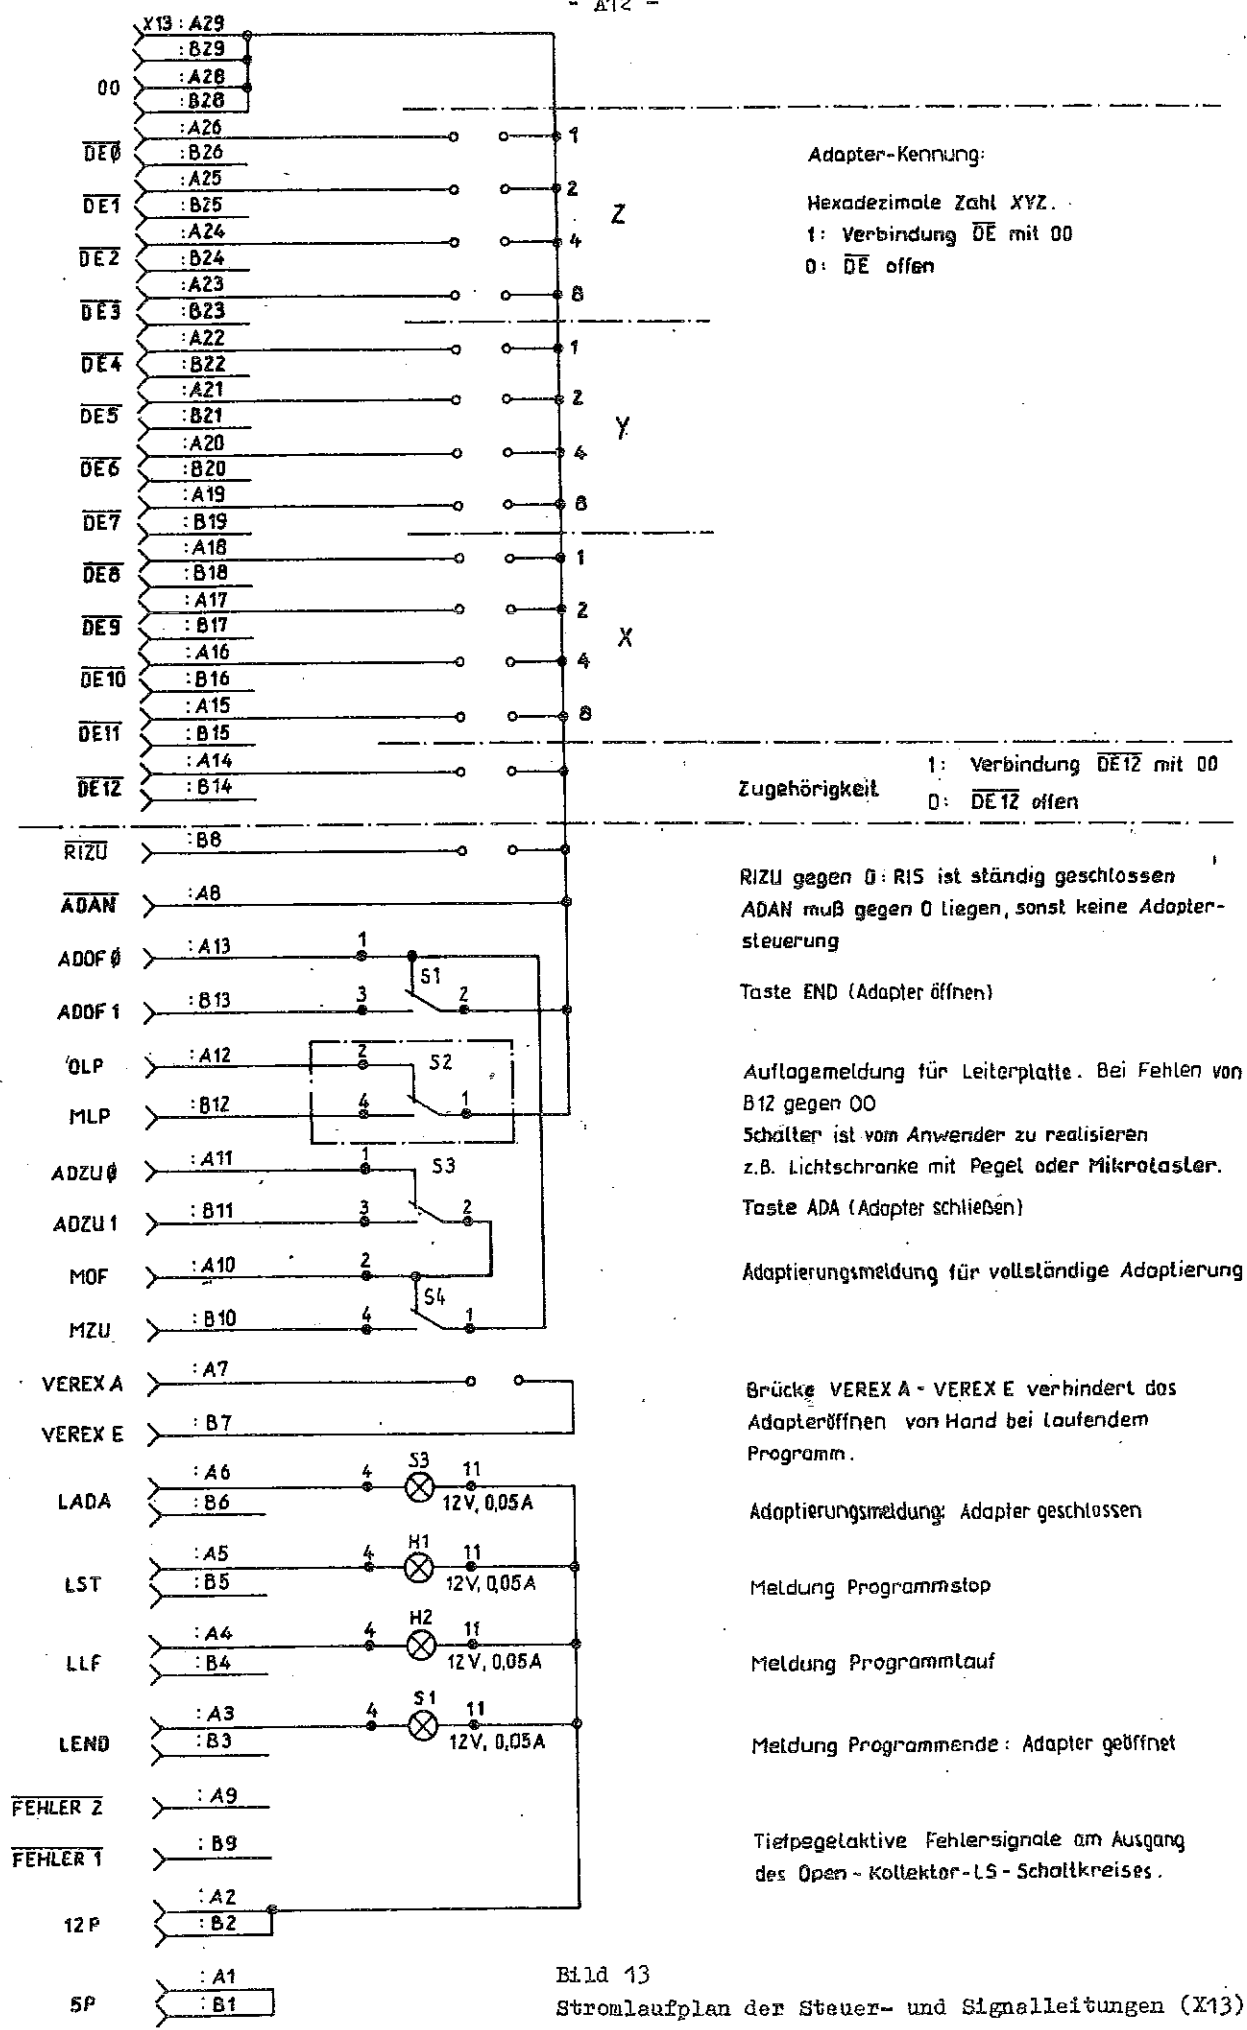 - A12 -
X13 : A29
: B29
00
: A28
: B28
: A26 1
DEØ
: B26
: A25 2
DE1
: B25
Z
: A24 4
DE2
: B24
: A23 8
DE3
: B23
: A22 1
DE4
: B22
: A21 2
DE5
: B21
Y
: A20 4
DE6
: B20
: A19 8
DE7
: B19
: A18 1
DE8
: B18
: A17 2
DE9
: B17
X
: A16 4
DE10
: B16
: A15 8
DE11
: B15
: A14
DE12
: B14
Adapter-Kennung:
Hexadezimale Zahl XYZ.
1: Verbindung DE mit 00
0: DE offen
Zugehörigkeit
1: Verbindung DE12 mit 00
0: DE12 offen
RIZU : B8
ADAN : A8
RIZU gegen 0: RIS ist ständig geschlossen
ADAN muß gegen 0 liegen, sonst keine Adapter-
steuerung
ADOF Ø : A13 1
S1
ADOF 1 : B13 3 2
Taste END (Adapter öffnen)
OLP : A12 2 S2
MLP : B12 4 1
Auflagemeldung für Leiterplatte. Bei Fehlen von
B12 gegen 00
Schalter ist vom Anwender zu realisieren
z.B. Lichtschranke mit Pegel oder Mikrotaster.
ADZU Ø : A11 1 S3
ADZU 1 : B11 3 2
Taste ADA (Adapter schließen)
MOF : A10 2
S4
MZU : B10 4 1
Adaptierungsmeldung für vollständige Adaptierung
VEREX A : A7
VEREX E : B7
Brücke VEREX A - VEREX E verhindert das
Adapteröffnen von Hand bei laufendem
Programm.
LADA : A6 4 S3 11
: B6 12V, 0,05A
Adaptierungsmeldung: Adapter geschlossen
LST : A5 4 H1 11
: B5 12V, 0,05A
Meldung Programmstop
LLF : A4 4 H2 11
: B4 12V, 0,05A
Meldung Programmlauf
LEND : A3 4 S1 11
: B3 12V, 0,05A
Meldung Programmende: Adapter geöffnet
FEHLER 2 : A9
FEHLER 1 : B9
Tiefpegelaktive Fehlersignale am Ausgang
des Open-Kollektor-LS-Schaltkreises.
12 P : A2
: B2
5P : A1
: B1
Bild 13
Stromlaufplan der Steuer- und Signalleitungen (X13)